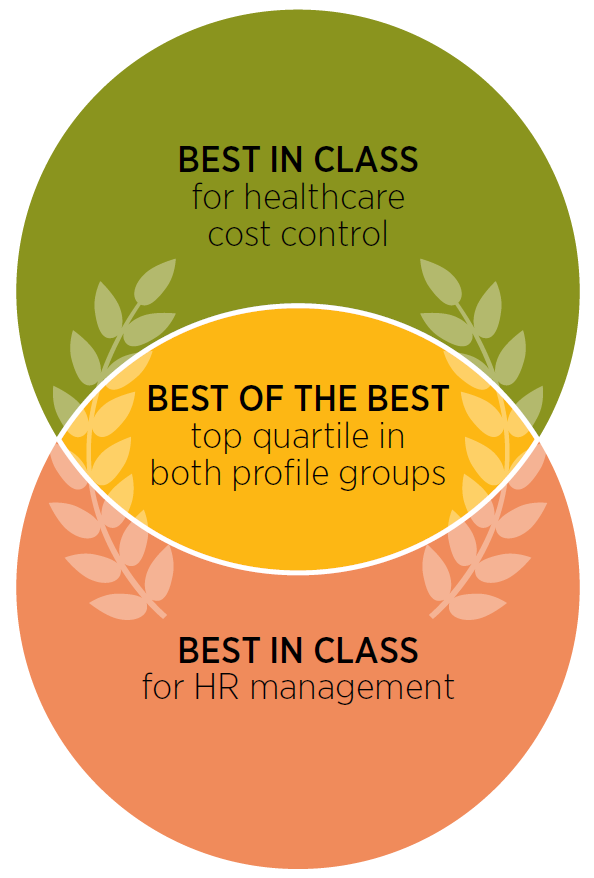 BEST IN CLASS
for healthcare
cost control
BEST OF THE BEST
top quartile in
both profile groups
BEST IN CLASS
for HR management